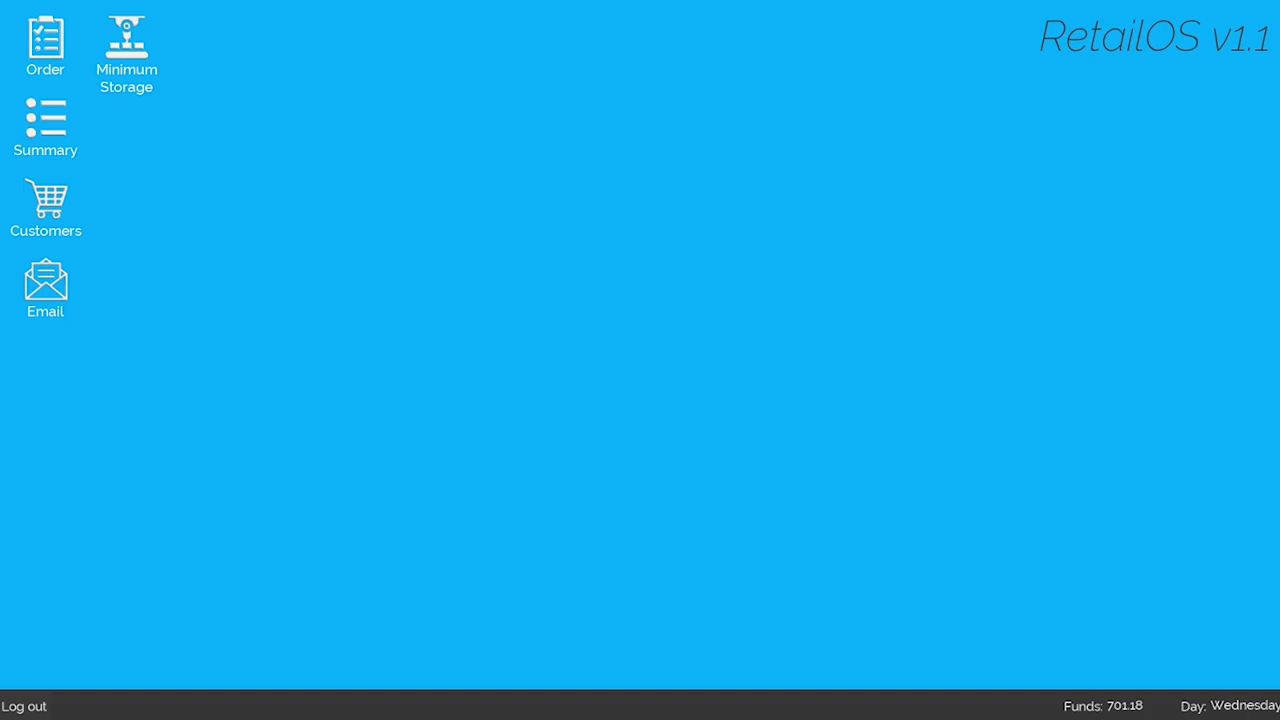 Order
Minimum
Storage
RetailOS v1.1
Summary
Customers
Email
Log out
Funds: 701.18
Day: Wednesday